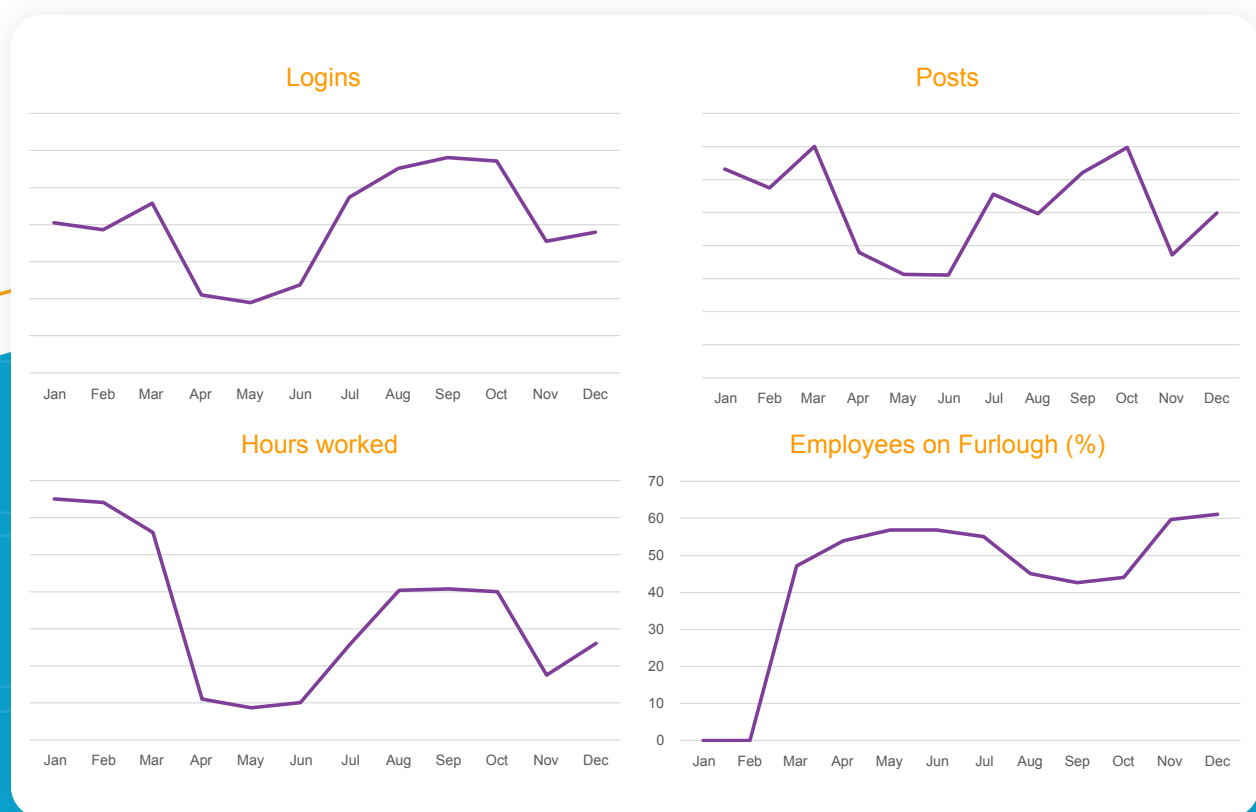 Logins
Jan Feb Mar Apr May Jun Jul Aug Sep Oct Nov Dec
Posts
Jan Feb Mar Apr May Jun Jul Aug Sep Oct Nov Dec
Hours worked
Jan Feb Mar Apr May Jun Jul Aug Sep Oct Nov Dec
Employees on Furlough (%)
70
60
50
40
30
20
10
0
Jan Feb Mar Apr May Jun Jul Aug Sep Oct Nov Dec